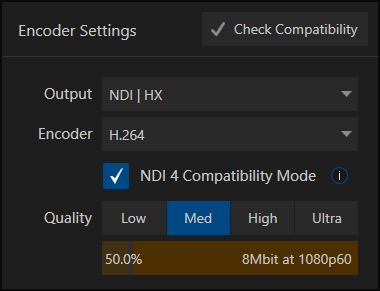 Encoder Settings
Check Compatibility
Output
NDI | HX
Encoder
H.264
NDI 4 Compatibility Mode
i
Quality
Low
Med
High
Ultra
50.0%
8Mbit at 1080p60